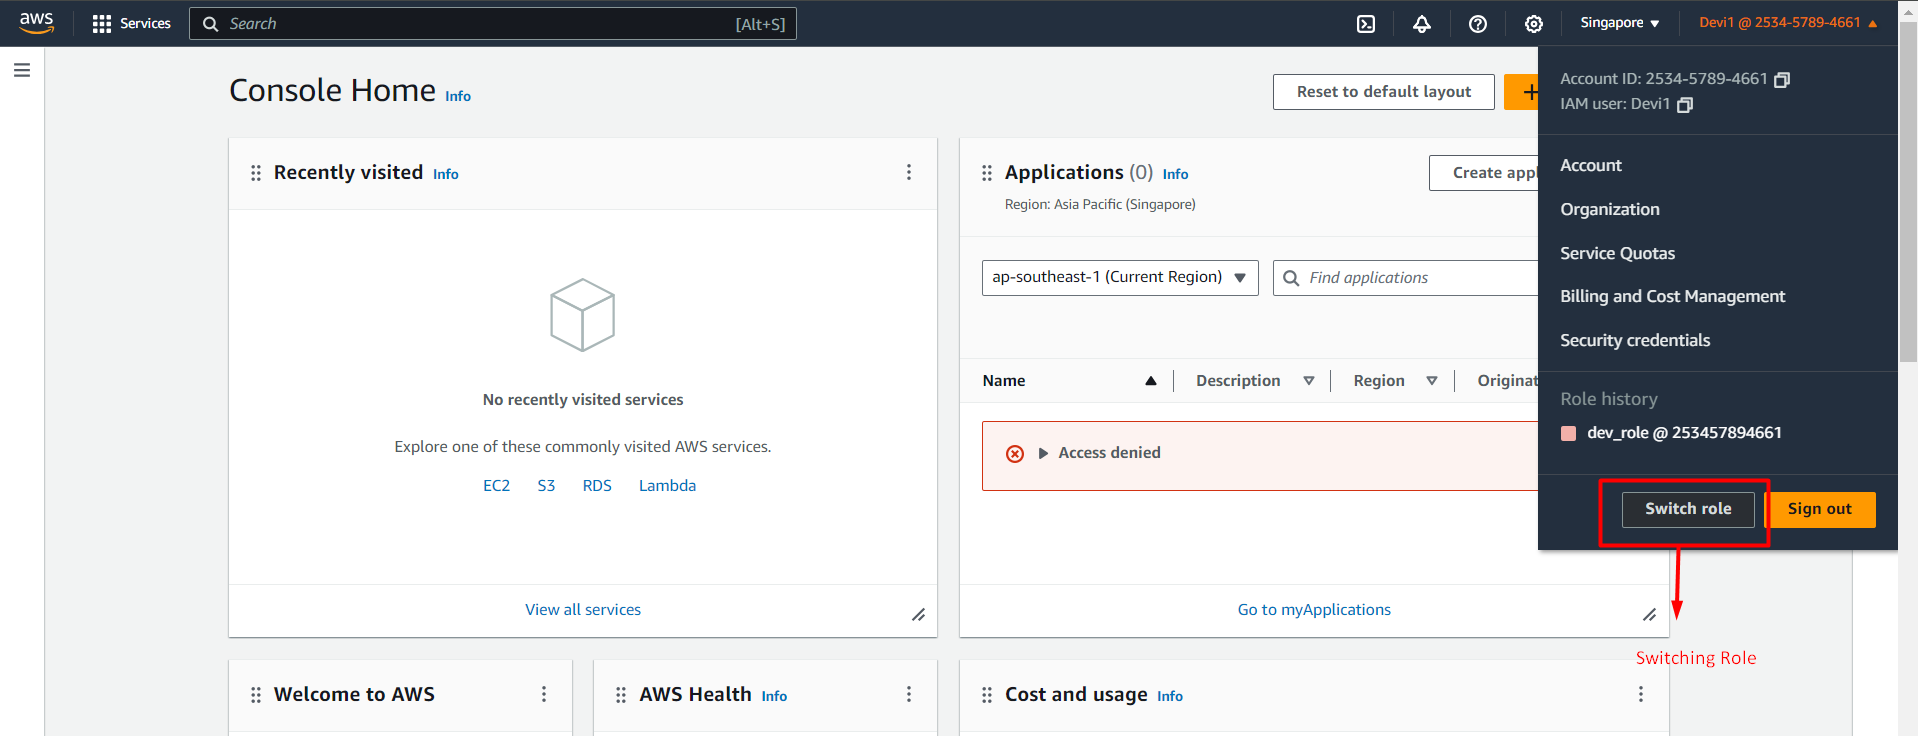 aws
Services
Search
[Alt+S]
Singapore
Devi1 @ 2534-5789-4661
Account ID: 2534-5789-4661
IAM user: Devi1
Account
Organization
Service Quotas
Billing and Cost Management
Security credentials
Role history
dev_role @ 253457894661
Switch role
Sign out
Switching Role
Console Home Info
Reset to default layout
+
Recently visited Info
No recently visited services
Explore one of these commonly visited AWS services.
EC2 S3 RDS Lambda
View all services
Applications (0) Info
Region: Asia Pacific (Singapore)
Create appl
ap-southeast-1 (Current Region)
Find applications
Name Description Region Originat
Access denied
Go to myApplications
Welcome to AWS
AWS Health Info
Cost and usage Info